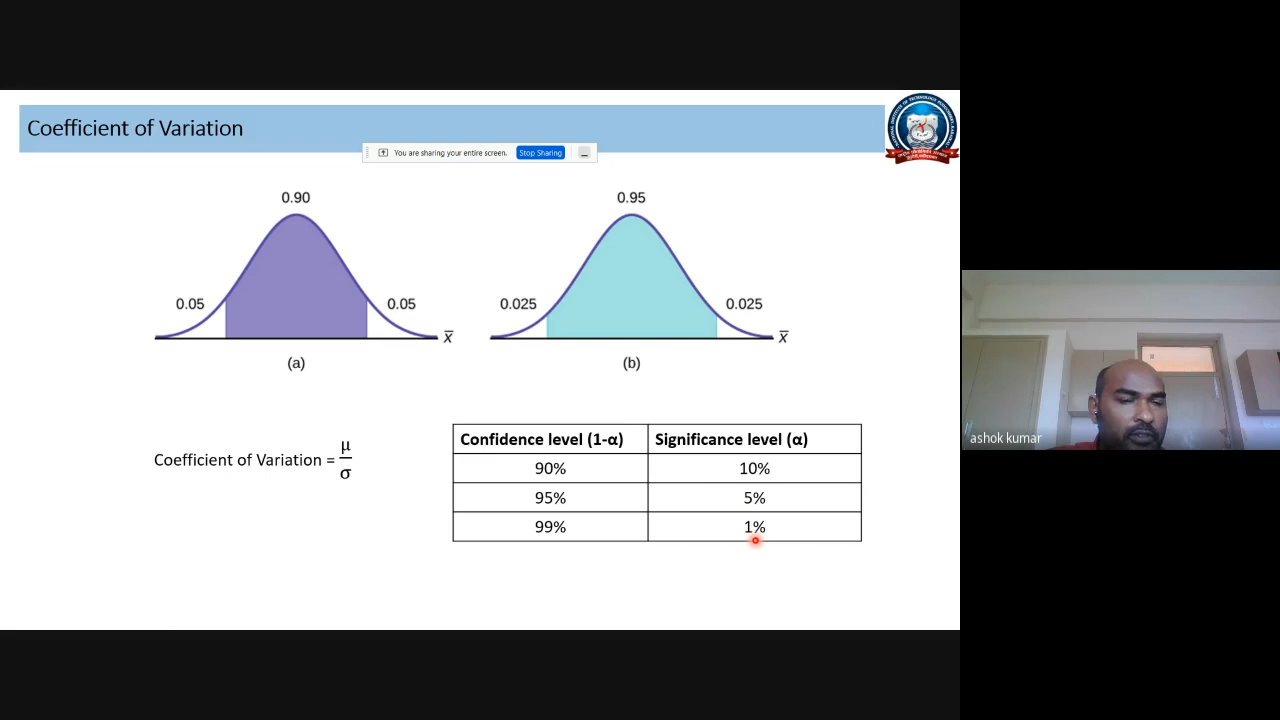 Coefficient of Variation
You are sharing your entire screen. Stop Sharing
0.90
0.95
0.05
0.05
0.025
0.025
x̅
x̅
(a)
(b)
Coefficient of Variation = μ/σ
Confidence level (1-α) Significance level (α)
90% 10%
95% 5%
99% 1%
ashok kumar